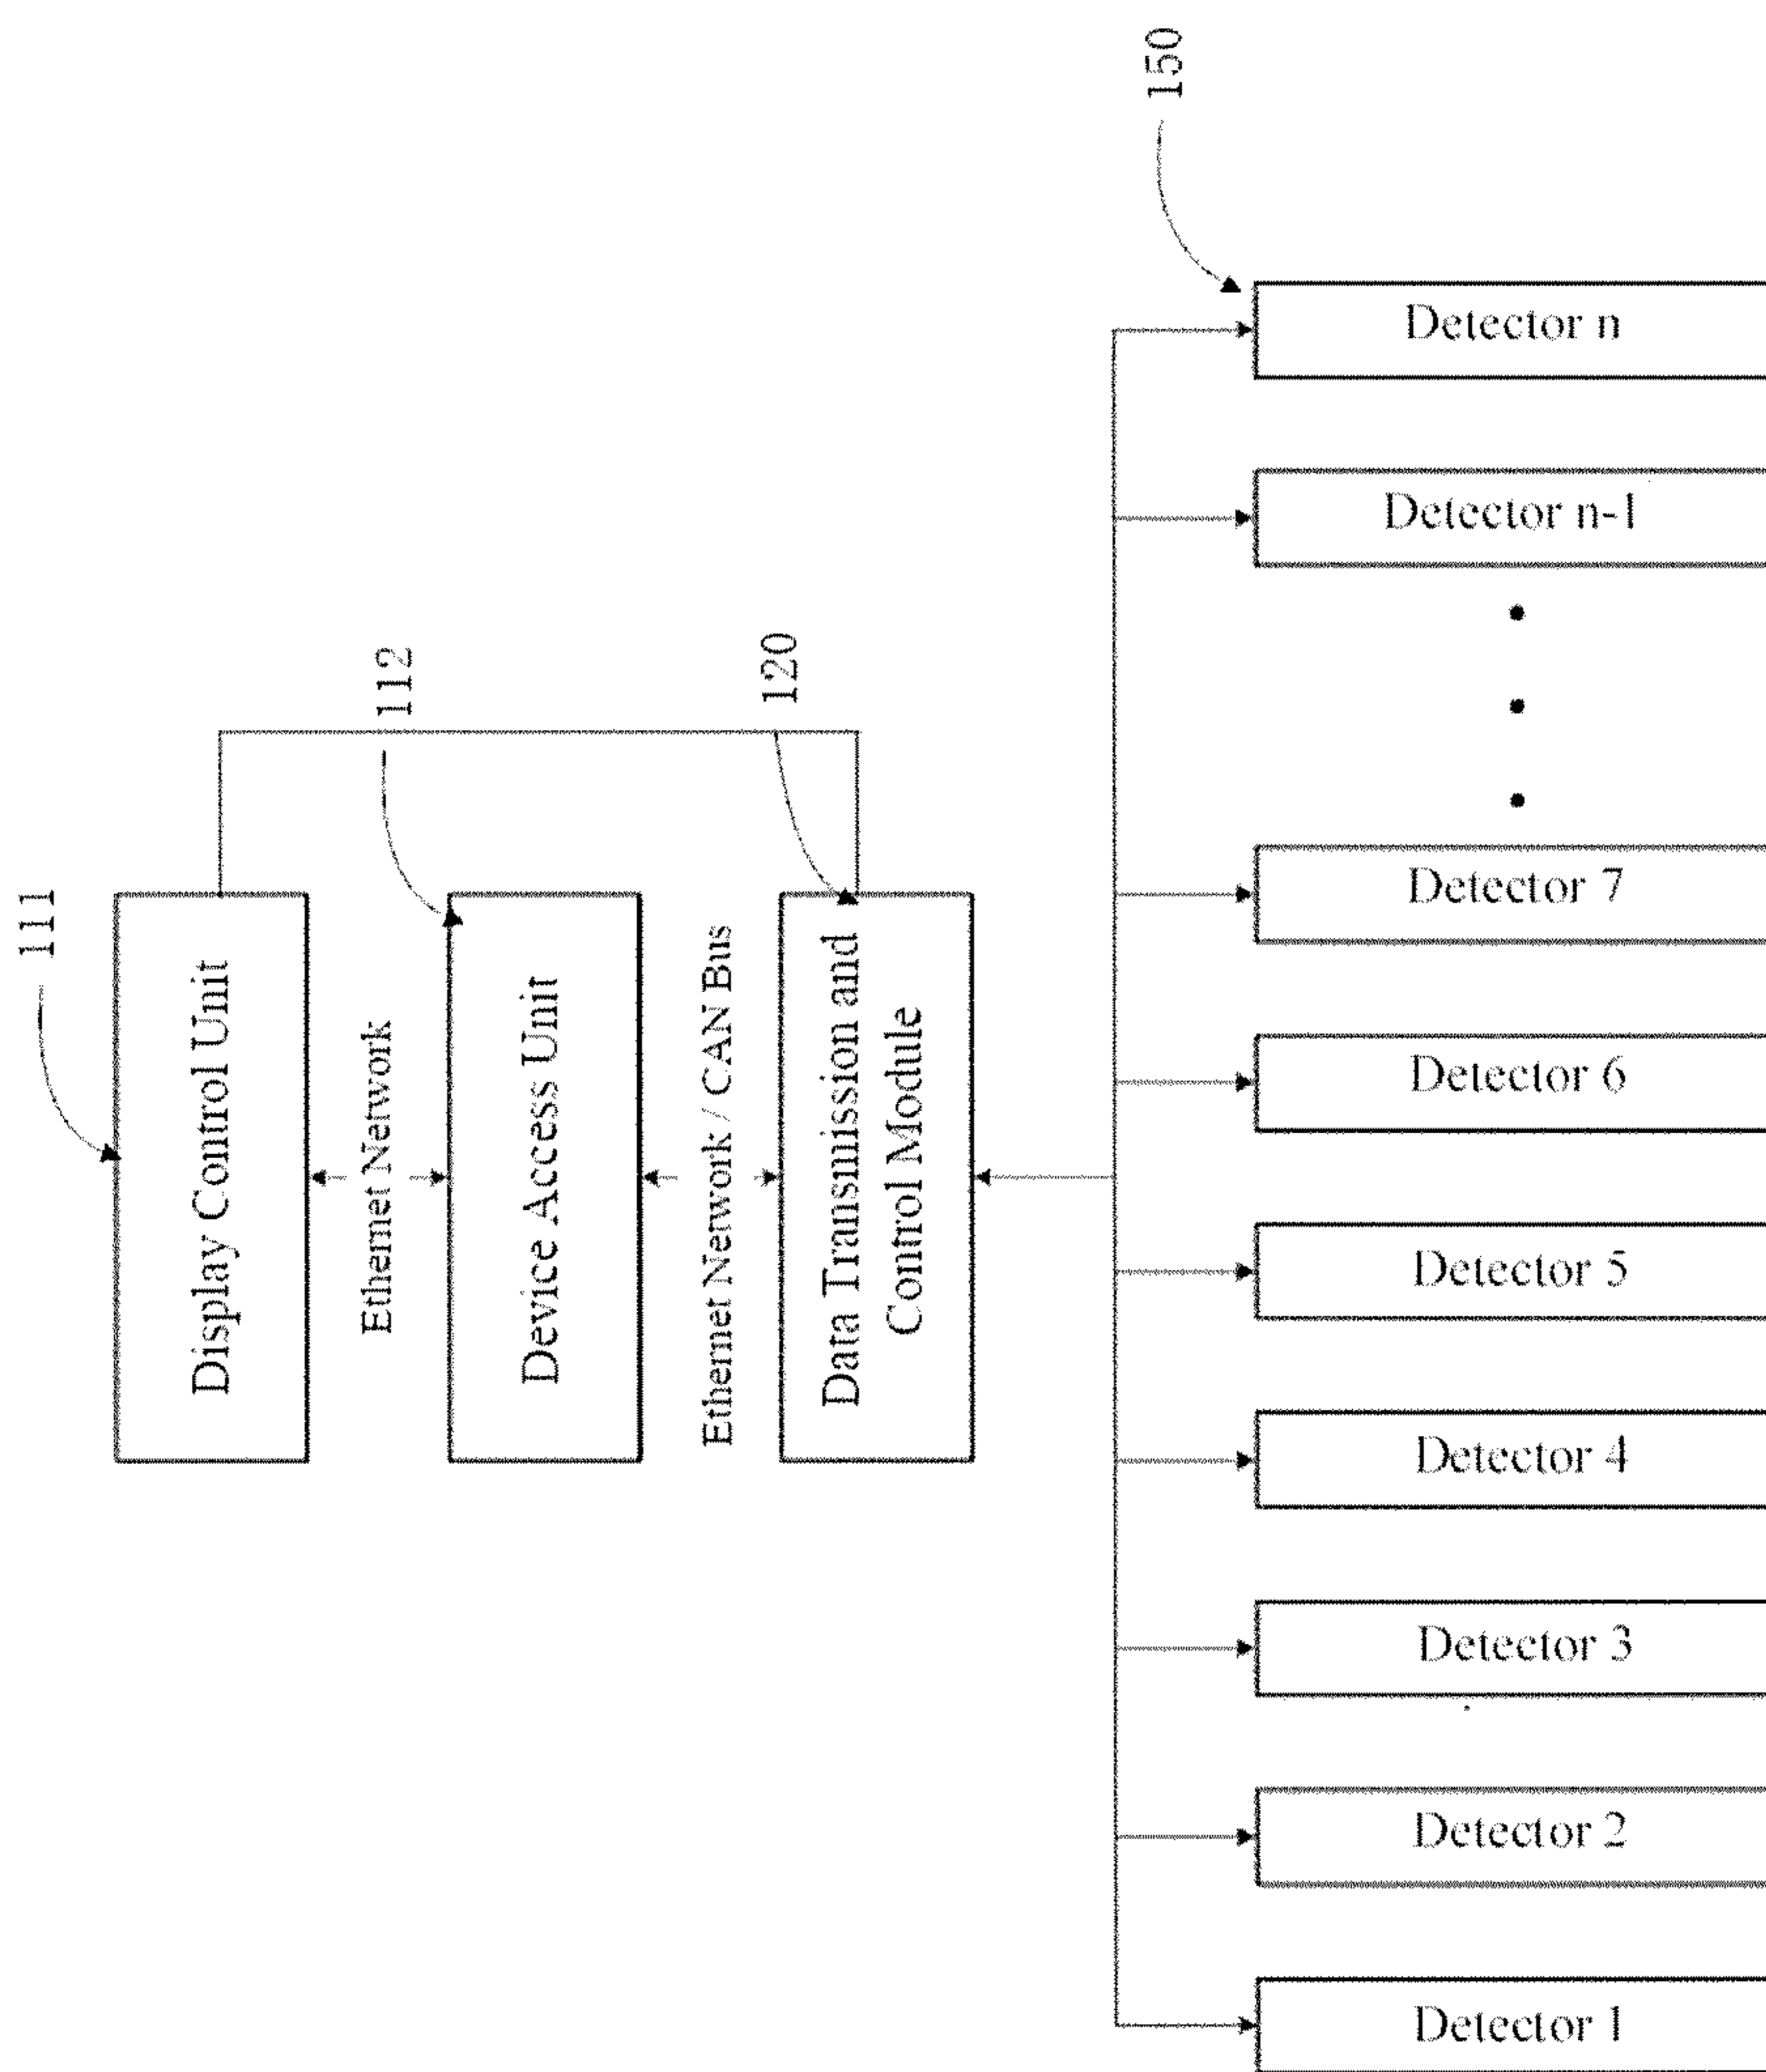 111
Display Control Unit
Ethernet Network
112
Device Access Unit
Ethernet Network / CAN Bus
120
Data Transmission and
Control Module
150
Detector n
Detector n-1
Detector 7
Detector 6
Detector 5
Detector 4
Detector 3
Detector 2
Detector 1